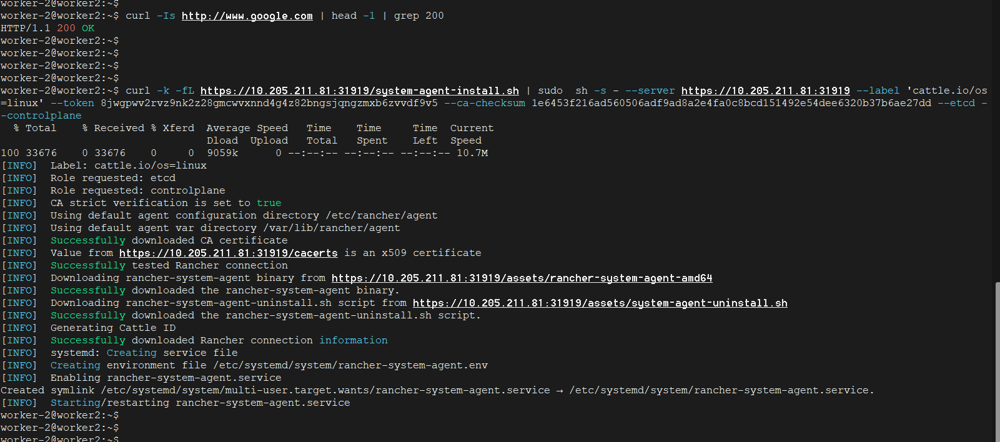 worker-2@worker2:~$
worker-2@worker2:~$ curl -Is http://www.google.com | head -1 | grep 200
HTTP/1.1 200 OK
worker-2@worker2:~$
worker-2@worker2:~$
worker-2@worker2:~$
worker-2@worker2:~$
worker-2@worker2:~$ curl -k -fL https://10.205.211.81:31919/system-agent-install.sh | sudo  sh -s - --server https://10.205.211.81:31919 --label 'cattle.io/os
=linux' --token 8jwgpwv2rvz9nk2z28gmcwvxnnd4g4z82bngsjqngzmxb6zvvdf9v5 --ca-checksum 1e6453f216ad560506adf9ad8a2e4fa0c8bcd151492e54dee6320b37b6ae27dd --etcd -
-controlplane
  % Total    % Received % Xferd  Average Speed   Time    Time     Time  Current
                                 Dload  Upload   Total   Spent    Left  Speed
100 33676    0 33676    0     0  9059k      0 --:--:-- --:--:-- --:--:-- 10.7M
[INFO]  Label: cattle.io/os=linux
[INFO]  Role requested: etcd
[INFO]  Role requested: controlplane
[INFO]  CA strict verification is set to true
[INFO]  Using default agent configuration directory /etc/rancher/agent
[INFO]  Using default agent var directory /var/lib/rancher/agent
[INFO]  Successfully downloaded CA certificate
[INFO]  Value from https://10.205.211.81:31919/cacerts is an x509 certificate
[INFO]  Successfully tested Rancher connection
[INFO]  Downloading rancher-system-agent binary from https://10.205.211.81:31919/assets/rancher-system-agent-amd64
[INFO]  Successfully downloaded the rancher-system-agent binary.
[INFO]  Downloading rancher-system-agent-uninstall.sh script from https://10.205.211.81:31919/assets/system-agent-uninstall.sh
[INFO]  Successfully downloaded the rancher-system-agent-uninstall.sh script.
[INFO]  Generating Cattle ID
[INFO]  Successfully downloaded Rancher connection information
[INFO]  systemd: Creating service file
[INFO]  Creating environment file /etc/systemd/system/rancher-system-agent.env
[INFO]  Enabling rancher-system-agent.service
Created symlink /etc/systemd/system/multi-user.target.wants/rancher-system-agent.service → /etc/systemd/system/rancher-system-agent.service.
[INFO]  Starting/restarting rancher-system-agent.service
worker-2@worker2:~$
worker-2@worker2:~$
worker-2@worker2:~$